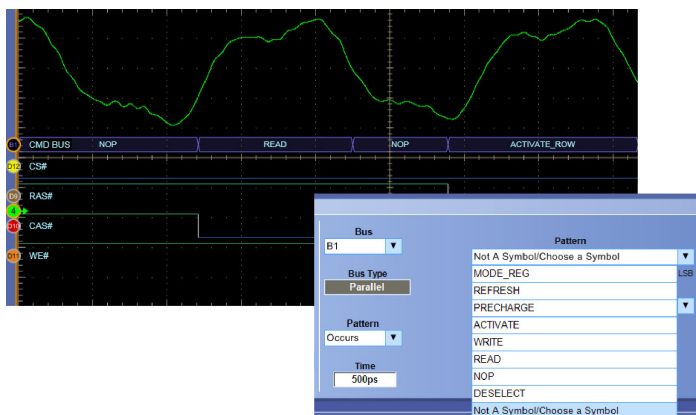 B1 CMD BUS NOP READ NOP ACTIVATE_ROW
D12 CS#
D9 RAS#
4
D10 CAS#
D11 WE#
Bus
B1
Bus Type
Parallel
Pattern
Occurs
Time
500ps
Pattern
Not A Symbol/Choose a Symbol
LSB
MODE_REG
REFRESH
PRECHARGE
ACTIVATE
WRITE
READ
NOP
DESELECT
Not A Symbol/Choose a Symbol